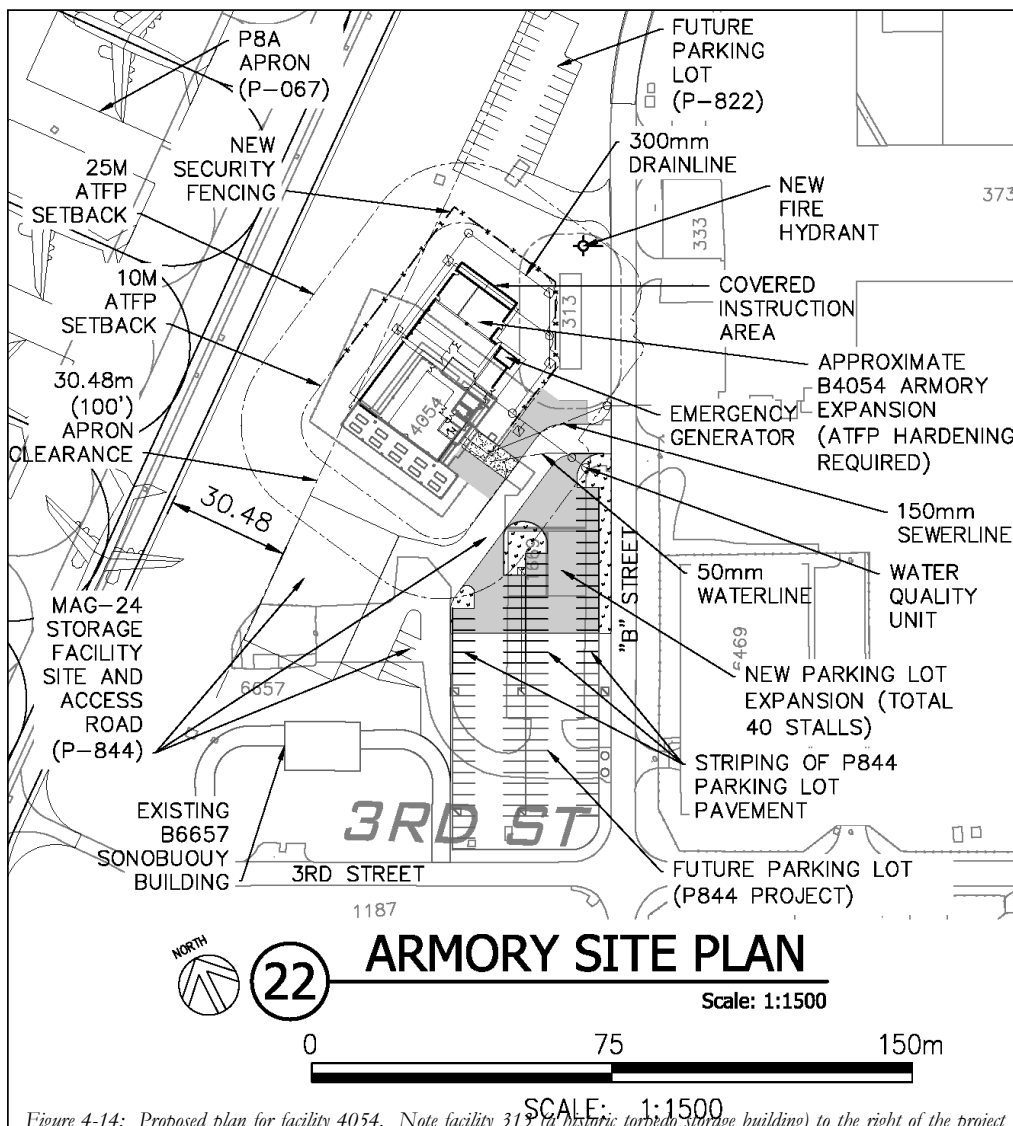 P8A
APRON
(P-067)
FUTURE
PARKING
LOT
(P-822)
NEW
SECURITY
FENCING
300mm
DRAINLINE
25M
ATFP
SETBACK
NEW
FIRE
HYDRANT
373
333
313
10M
ATFP
SETBACK
COVERED
INSTRUCTION
AREA
30.48m
(100')
APRON
CLEARANCE
APPROXIMATE
B4054 ARMORY
EXPANSION
(ATFP HARDENING
REQUIRED)
EMERGENCY
GENERATOR
4054
30.48
150mm
SEWERLINE
50mm
WATERLINE
WATER
QUALITY
UNIT
"B" STREET
MAG-24
STORAGE
FACILITY
SITE AND
ACCESS
ROAD
(P-844)
6657
6469
NEW PARKING LOT
EXPANSION (TOTAL
40 STALLS)
STRIPING OF P844
PARKING LOT
PAVEMENT
EXISTING
B6657
SONOBUOUY
BUILDING
3RD ST
3RD STREET
FUTURE PARKING LOT
(P844 PROJECT)
1187
NORTH
22
ARMORY SITE PLAN
Scale: 1:1500
0 75 150m
SCALE: 1:1500
Figure 4-14: Proposed plan for facility 4054. Note facility 313 (a historic torpedo storage building) to the right of the project